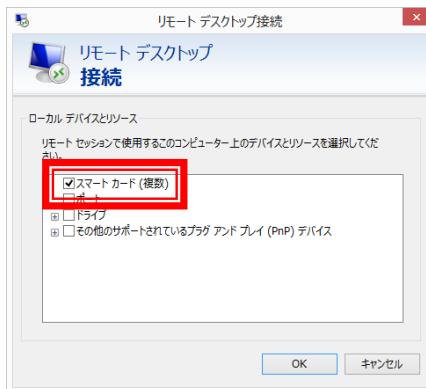 リモート デスクトップ接続
リモート デスクトップ
接続
ローカル デバイスとリソース
リモート セッションで使用するこのコンピューター上のデバイスとリソースを選択してくだ
さい。
スマート カード (複数)
ポート
ドライブ
その他のサポートされているプラグ アンド プレイ (PnP) デバイス
OK
キャンセル